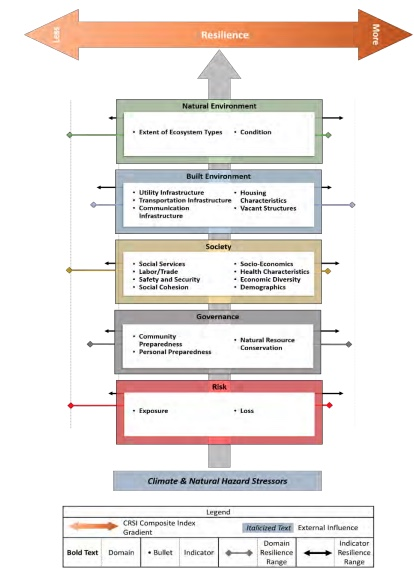 Less
Resilience
More
Natural Environment
• Extent of Ecosystem Types
• Condition
Built Environment
• Utility Infrastructure
• Transportation Infrastructure
• Communication
Infrastructure
• Housing
Characteristics
• Vacant Structures
Society
• Social Services
• Labor/Trade
• Safety and Security
• Social Cohesion
• Socio-Economics
• Health Characteristics
• Economic Diversity
• Demographics
Governance
• Community
Preparedness
• Personal Preparedness
• Natural Resource
Conservation
Risk
• Exposure
• Loss
Climate & Natural Hazard Stressors
Legend
CRSI Composite Index
Gradient
Italicized Text
External Influence
Bold Text
Domain
• Bullet
Indicator
Domain
Resilience
Range
Indicator
Resilience
Range